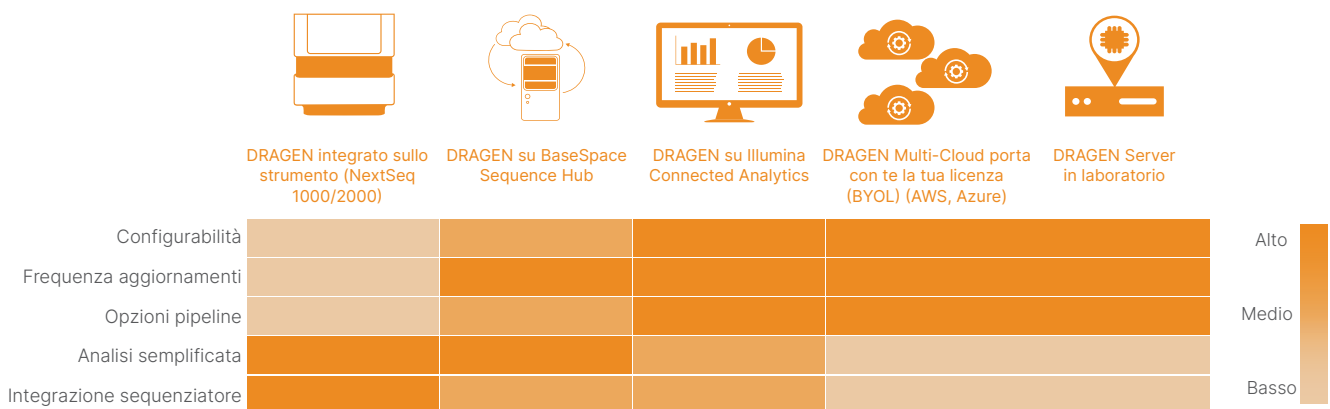 DRAGEN integrato sullo
strumento (NextSeq
1000/2000)
DRAGEN su BaseSpace
Sequence Hub
DRAGEN su Illumina
Connected Analytics
DRAGEN Multi-Cloud porta
con te la tua licenza
(BYOL) (AWS, Azure)
DRAGEN Server
in laboratorio
Configurabilità
Frequenza aggiornamenti
Opzioni pipeline
Analisi semplificata
Integrazione sequenziatore
Alto
Medio
Basso